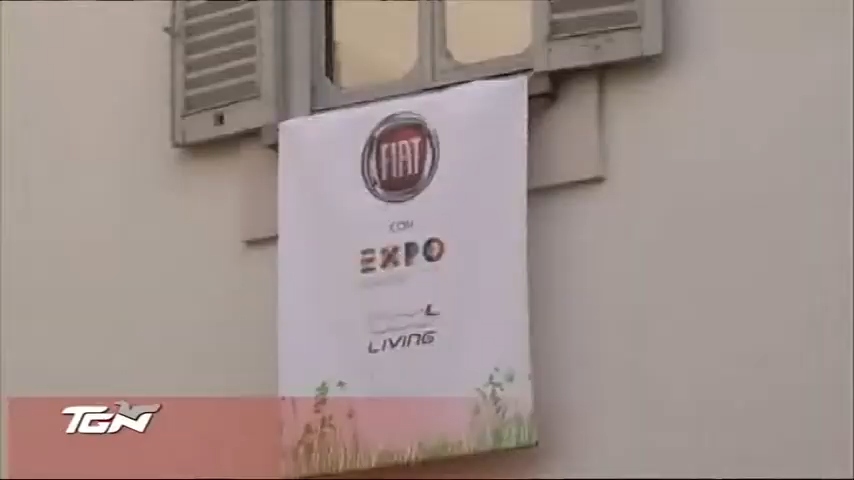 FIAT
CON
EXPO
L
LIVING
TGN